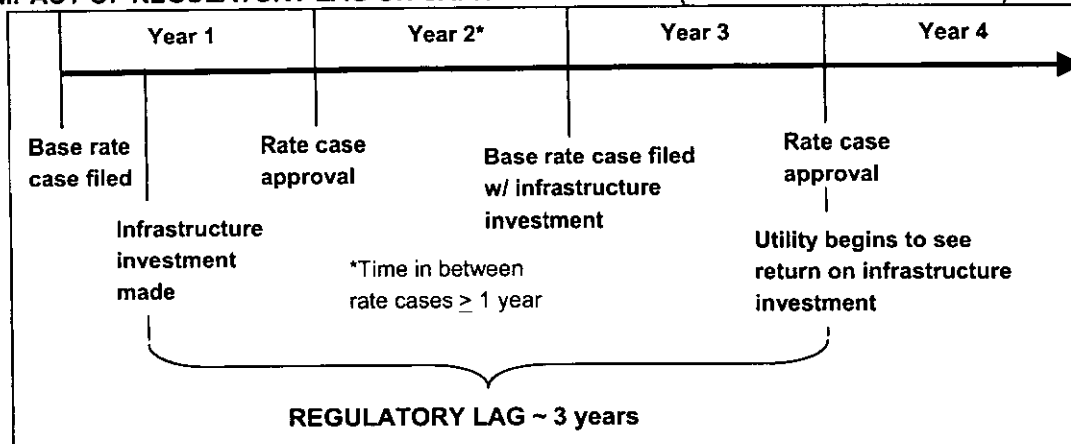 Year 1
Year 2*
Year 3
Year 4
Base rate
case filed
Rate case
approval
Base rate case filed
w/ infrastructure
investment
Rate case
approval
Infrastructure
investment
made
*Time in between
rate cases ≥ 1 year
Utility begins to see
return on infrastructure
investment
REGULATORY LAG ~ 3 years